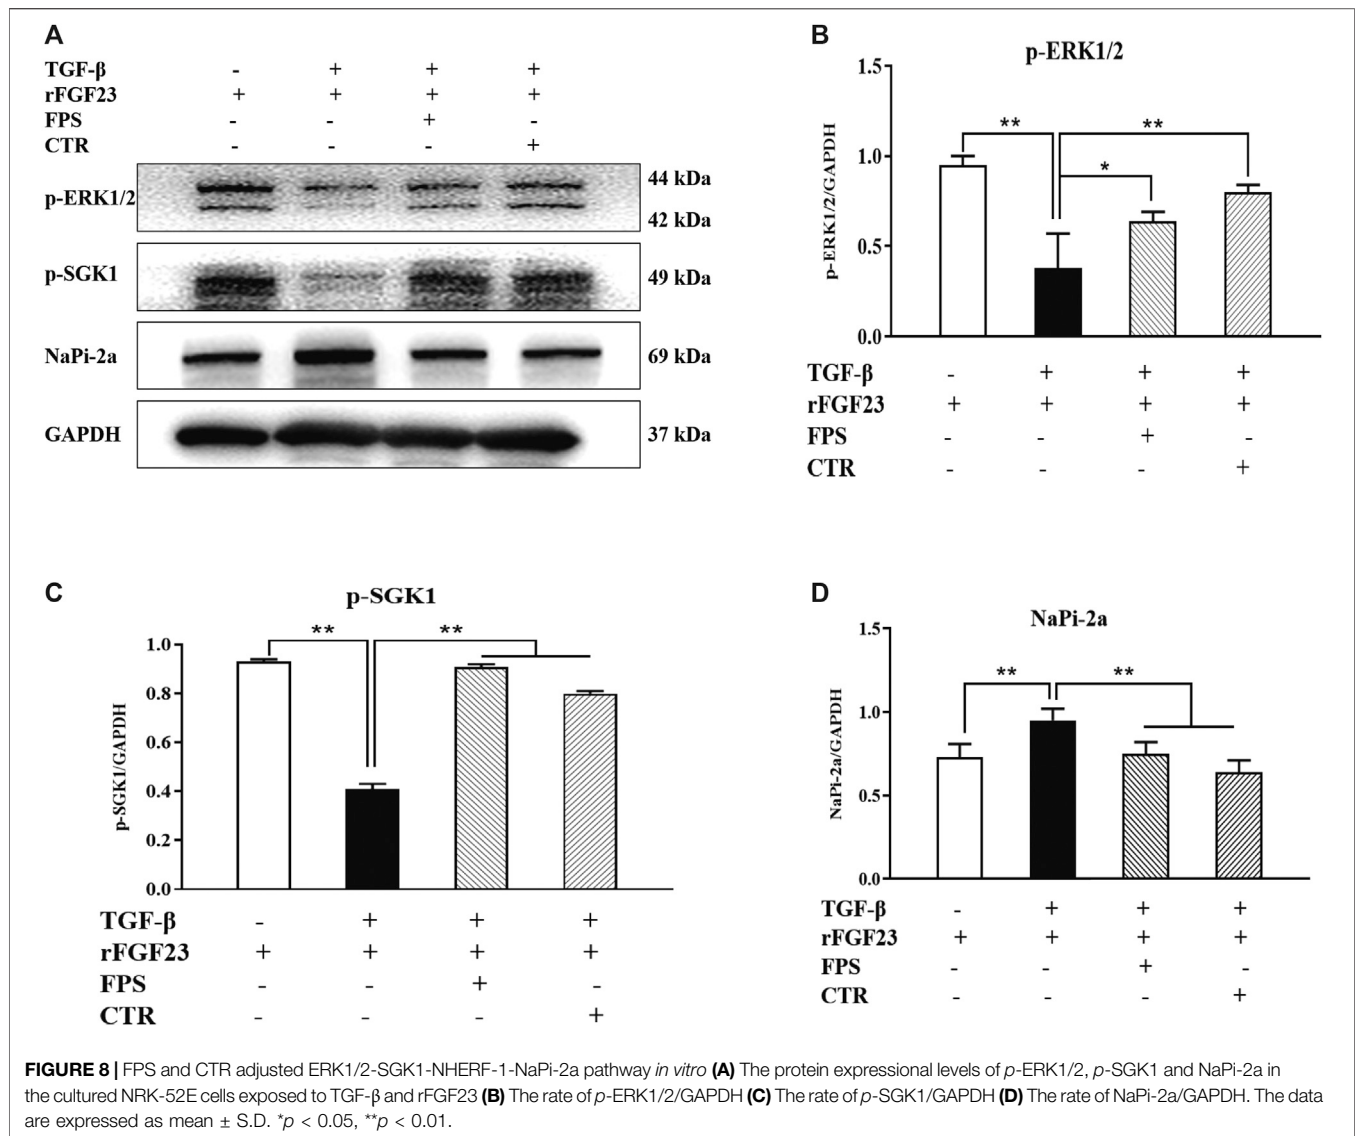 A
TGF-β - + + +
rFGF23 + + + +
FPS - - + -
CTR - - - +
p-ERK1/2 44 kDa
42 kDa
p-SGK1 49 kDa
NaPi-2a 69 kDa
GAPDH 37 kDa
B
p-ERK1/2
p-ERK1/2/GAPDH
1.5
1.0
0.5
0.0
** **
*
TGF-β - + + +
rFGF23 + + + +
FPS - - + -
CTR - - - +
C
p-SGK1
p-SGK1/GAPDH
1.0
0.8
0.6
0.4
0.2
0.0
** **
TGF-β - + + +
rFGF23 + + + +
FPS - - + -
CTR - - - +
D
NaPi-2a
NaPi-2a/GAPDH
1.5
1.0
0.5
0.0
** **
TGF-β - + + +
rFGF23 + + + +
FPS - - + -
CTR - - - +
FIGURE 8 | FPS and CTR adjusted ERK1/2-SGK1-NHERF-1-NaPi-2a pathway in vitro (A) The protein expressional levels of p-ERK1/2, p-SGK1 and NaPi-2a in
the cultured NRK-52E cells exposed to TGF-β and rFGF23 (B) The rate of p-ERK1/2/GAPDH (C) The rate of p-SGK1/GAPDH (D) The rate of NaPi-2a/GAPDH. The data
are expressed as mean ± S.D. *p < 0.05, **p < 0.01.